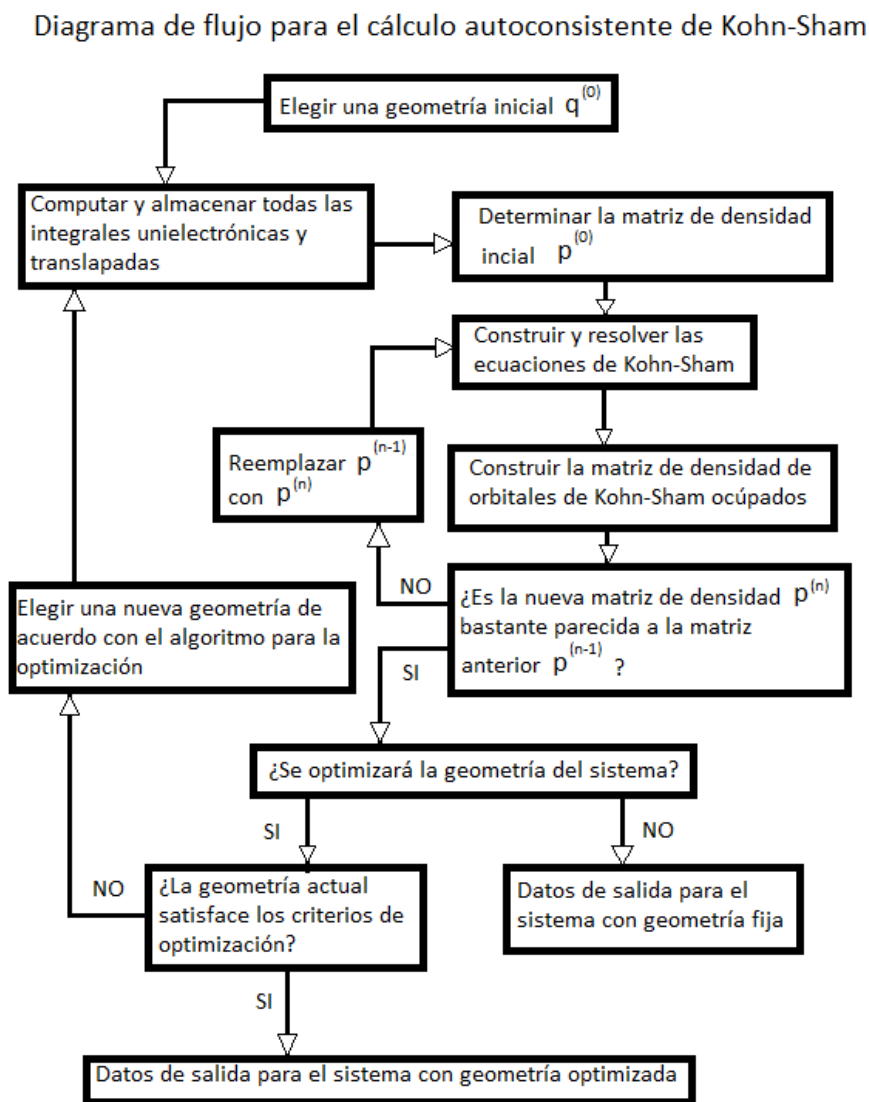 Diagrama de flujo para el cálculo autoconsistente de Kohn-Sham
Elegir una geometría inicial q^(0)
Computar y almacenar todas las
integrales unielectrónicas y
translapadas
Determinar la matriz de densidad
incial p^(0)
Construir y resolver las
ecuaciones de Kohn-Sham
Reemplazar p^(n-1)
con p^(n)
Construir la matriz de densidad de
orbitales de Kohn-Sham ocúpados
NO
¿Es la nueva matriz de densidad p^(n)
bastante parecida a la matriz
anterior p^(n-1) ?
SI
Elegir una nueva geometría de
acuerdo con el algoritmo para la
optimización
¿Se optimizará la geometría del sistema?
SI
NO
NO
¿La geometría actual
satisface los criterios de
optimización?
Datos de salida para el
sistema con geometría fija
SI
Datos de salida para el sistema con geometría optimizada